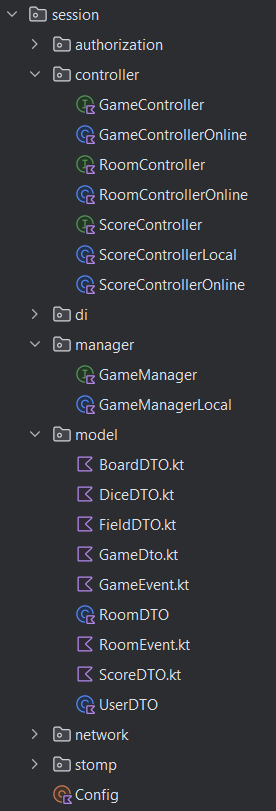 session
authorization
controller
GameController
GameControllerOnline
RoomController
RoomControllerOnline
ScoreController
ScoreControllerLocal
ScoreControllerOnline
di
manager
GameManager
GameManagerLocal
model
BoardDTO.kt
DiceDTO.kt
FieldDTO.kt
GameDto.kt
GameEvent.kt
RoomDTO
RoomEvent.kt
ScoreDTO.kt
UserDTO
network
stomp
Config